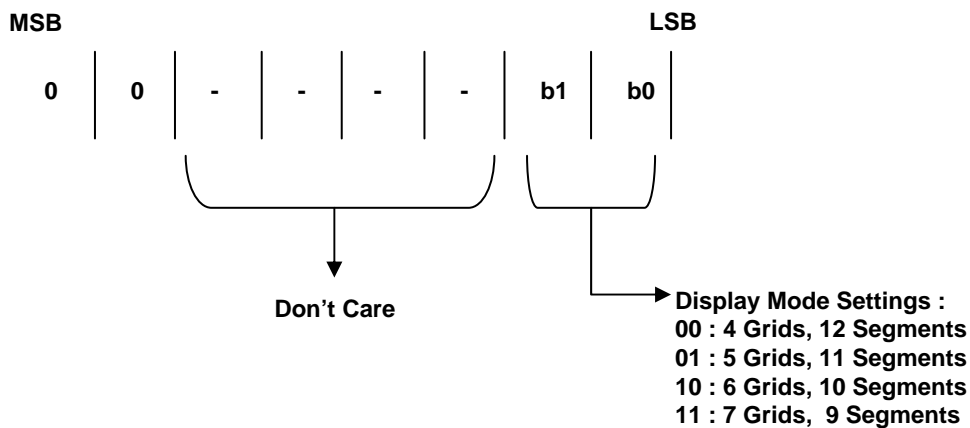 MSB LSB
0 0 - - - - b1 b0
Don't Care
Display Mode Settings :
00 : 4 Grids, 12 Segments
01 : 5 Grids, 11 Segments
10 : 6 Grids, 10 Segments
11 : 7 Grids, 9 Segments